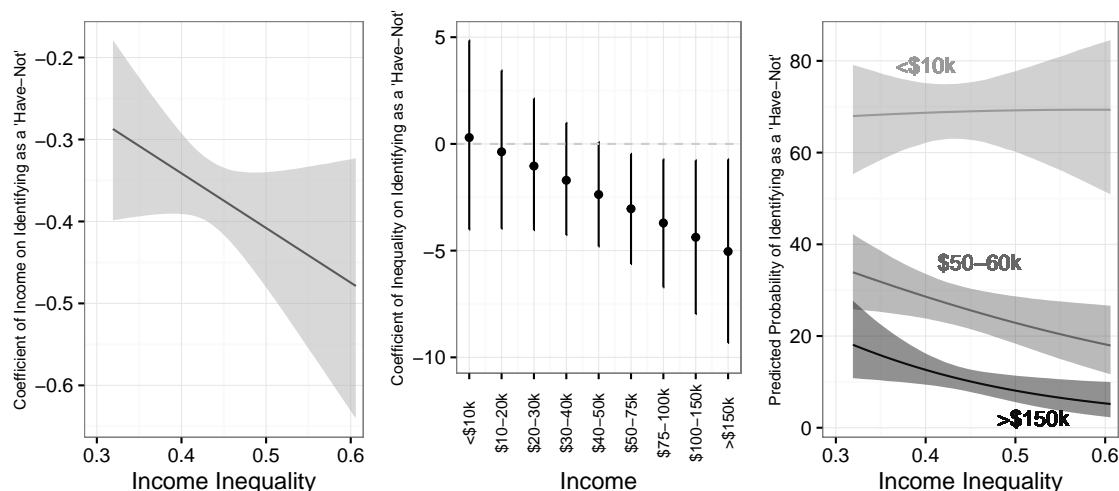 Coefficient of Income on Identifying as a 'Have−Not'
−0.2
−0.3
−0.4
−0.5
−0.6
0.3 0.4 0.5 0.6
Income Inequality
Coefficient of Inequality on Identifying as a 'Have−Not'
5
0
−5
−10
<$10k
$10−20k
$20−30k
$30−40k
$40−50k
$50−75k
$75−100k
$100−150k
>$150k
Income
Predicted Probability of Identifying as a 'Have−Not'
80
60
40
20
0
<$10k
$50−60k
>$150k
0.3 0.4 0.5 0.6
Income Inequality